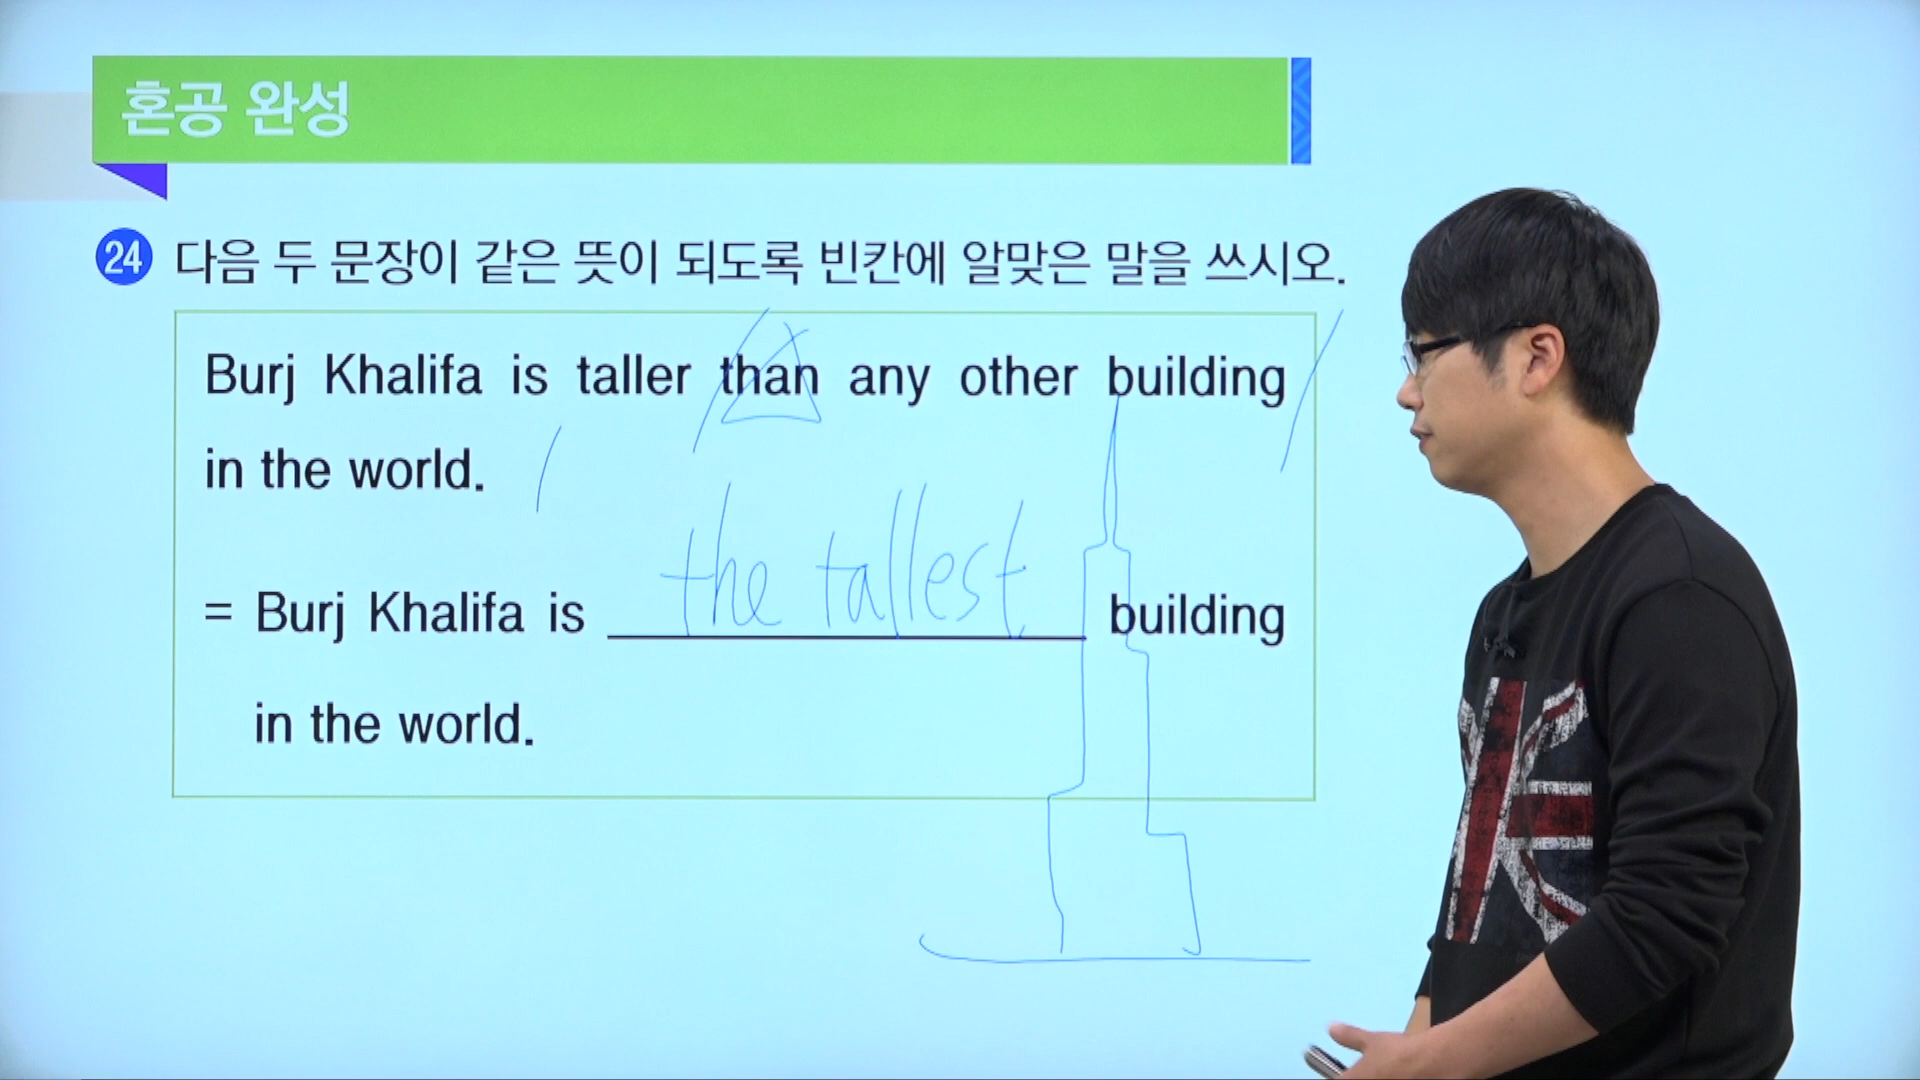 혼공 완성
24 다음 두 문장이 같은 뜻이 되도록 빈칸에 알맞은 말을 쓰시오.
Burj Khalifa is taller than any other building
in the world.
= Burj Khalifa is the tallest building
in the world.